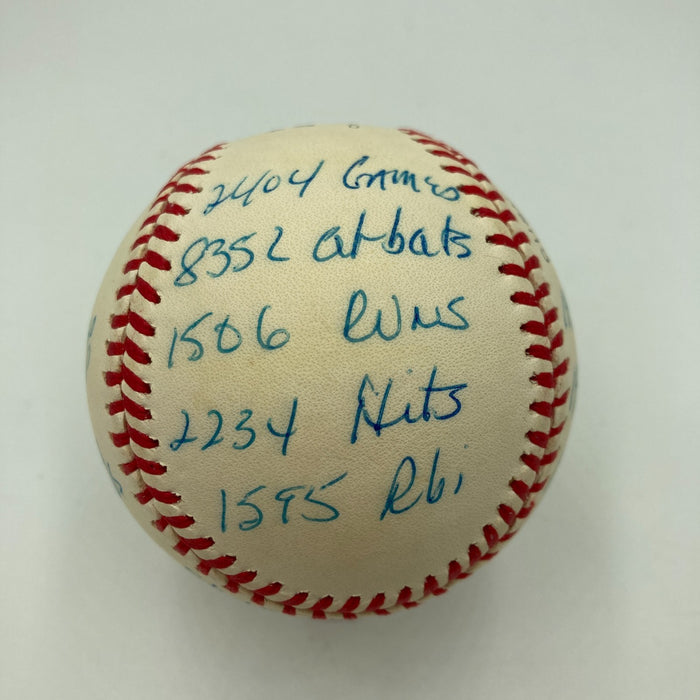 2404 Games
8352 at-bats
1506 Runs
2234 Hits
1595 Rbi